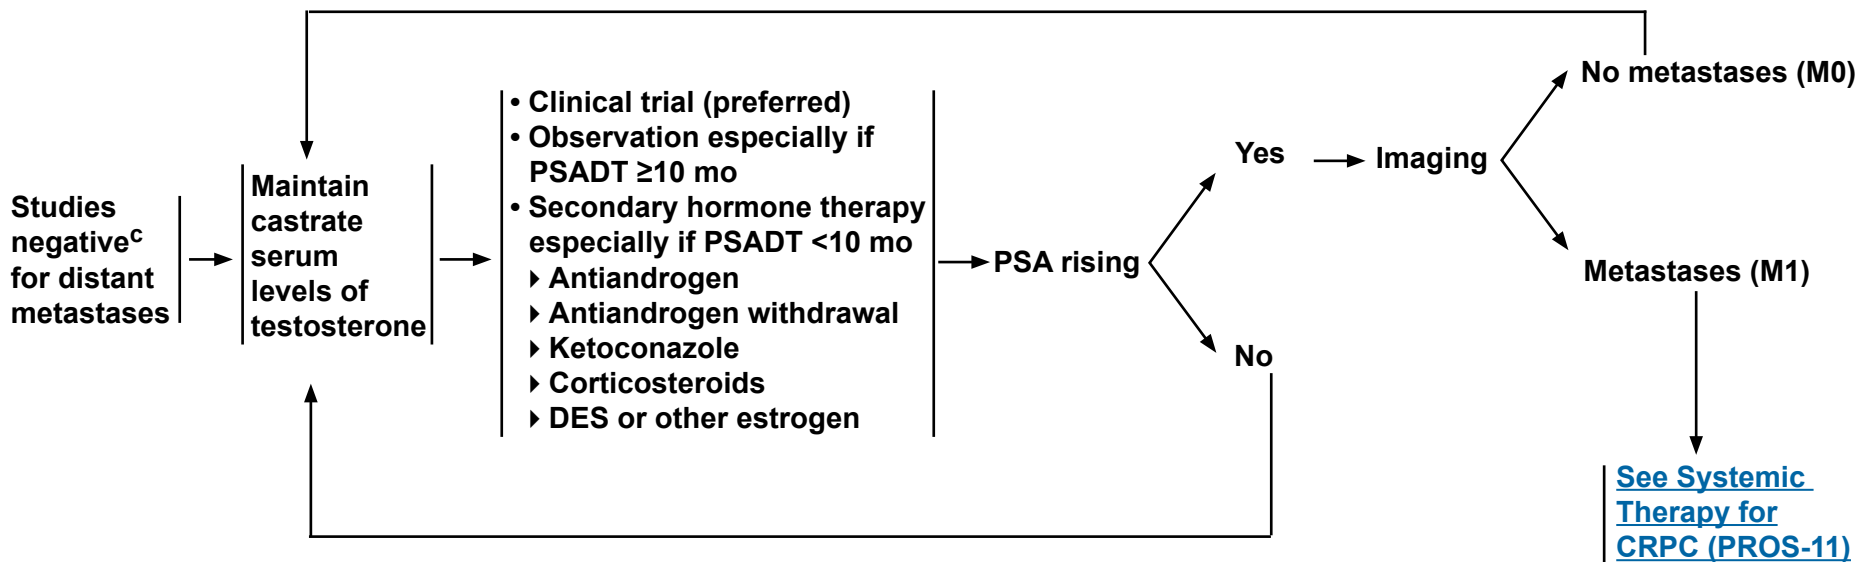 Studies
negativeᶜ
for distant
metastases
Maintain
castrate
serum
levels of
testosterone
• Clinical trial (preferred)
• Observation especially if
PSADT ≥10 mo
• Secondary hormone therapy
especially if PSADT <10 mo
▸ Antiandrogen
▸ Antiandrogen withdrawal
▸ Ketoconazole
▸ Corticosteroids
▸ DES or other estrogen
PSA rising
Yes
No
Imaging
No metastases (M0)
Metastases (M1)
See Systemic
Therapy for
CRPC (PROS-11)